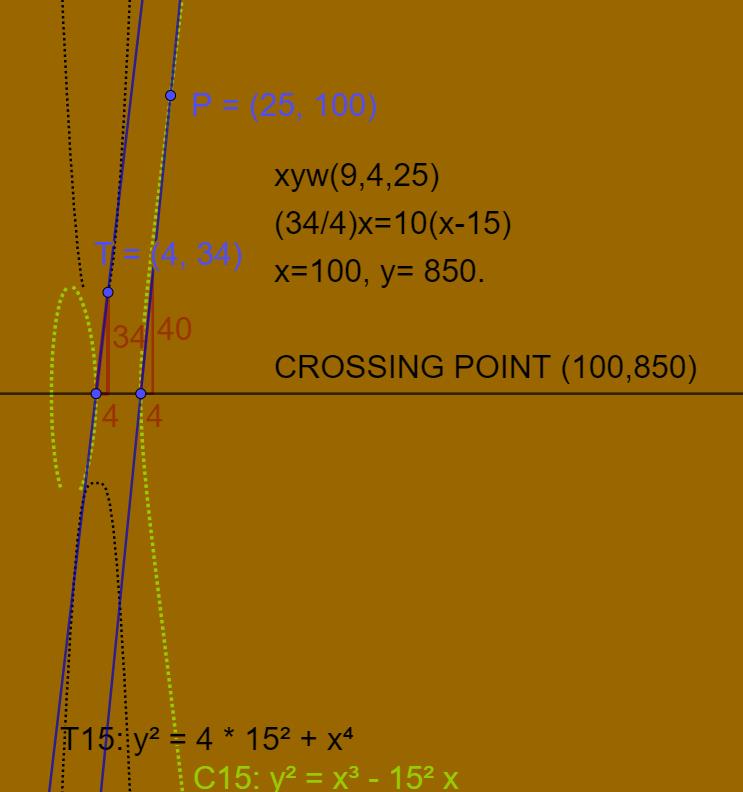 P = (25, 100)
xyw(9,4,25)
(34/4)x=10(x-15)
T = (4, 34)
x=100, y= 850.
34 40
CROSSING POINT (100,850)
4 4
T15: y² = 4 * 15² + x⁴
C15: y² = x³ - 15² x